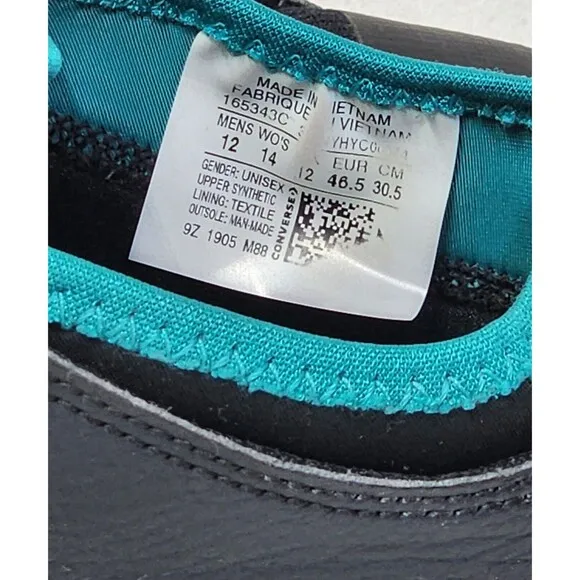 MADE IN VIETNAM
FABRIQUE VIETNAM
165343C
MENS WO'S EUR CM
12 14 12 46.5 30.5
GENDER: UNISEX
UPPER: SYNTHETIC
LINING: TEXTILE
OUTSOLE: MAN-MADE
9Z 1905 M88
CONVERSE